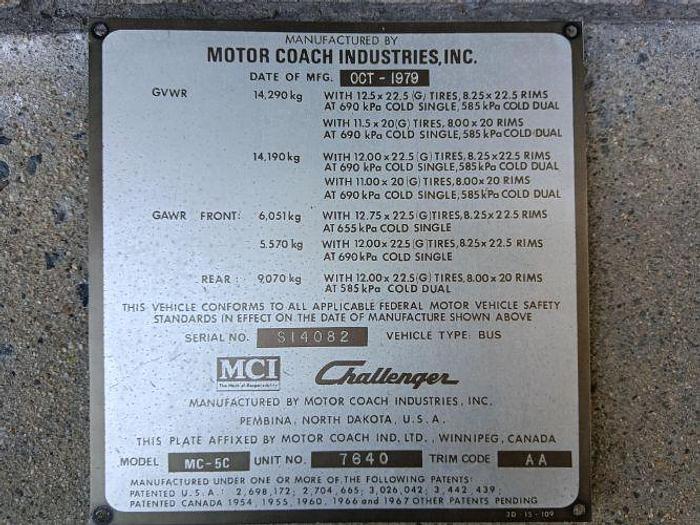 MANUFACTURED BY
MOTOR COACH INDUSTRIES, INC.
DATE OF MFG. OCT - 1979
GVWR 14,290 kg WITH 12.5 x 22.5 (G) TIRES, 8.25 x 22.5 RIMS
AT 690 kPa COLD SINGLE, 585 kPa COLD DUAL
WITH 11.5 x 20 (G) TIRES, 8.00 x 20 RIMS
AT 690 kPa COLD SINGLE, 585 kPa COLD DUAL
14,190 kg WITH 12.00 x 22.5 (G) TIRES, 8.25 x 22.5 RIMS
AT 690 kPa COLD SINGLE, 585 kPa COLD DUAL
WITH 11.00 x 20 (G) TIRES, 8.00 x 20 RIMS
AT 690 kPa COLD SINGLE, 585 kPa COLD DUAL
GAWR FRONT: 6,051 kg WITH 12.75 x 22.5 (G) TIRES, 8.25 x 22.5 RIMS
AT 655 kPa COLD SINGLE
5.570 kg WITH 12.00 x 22.5 (G) TIRES, 8.25 x 22.5 RIMS
AT 690 kPa COLD SINGLE
REAR : 9,070 kg WITH 12.00 x 22.5 (G) TIRES, 8.00 x 20 RIMS
AT 585 kPa COLD DUAL
THIS VEHICLE CONFORMS TO ALL APPLICABLE FEDERAL MOTOR VEHICLE SAFETY
STANDARDS IN EFFECT ON THE DATE OF MANUFACTURE SHOWN ABOVE
SERIAL NO. S14082 VEHICLE TYPE: BUS
MCI Challenger
The Mark of Responsibility
MANUFACTURED BY MOTOR COACH INDUSTRIES, INC.
PEMBINA, NORTH DAKOTA, U.S.A.
THIS PLATE AFFIXED BY MOTOR COACH IND, LTD., WINNIPEG, CANADA
MODEL MC-5C UNIT NO. 7640 TRIM CODE AA
MANUFACTURED UNDER ONE OR MORE OF THE FOLLOWING PATENTS:
PATENTED U.S.A.: 2,698,172; 2,704,665; 3,026,042; 3,442,439;
PATENTED CANADA 1954, 1955, 1960, 1966 and 1967 OTHER PATENTS PENDING
3D-15-109